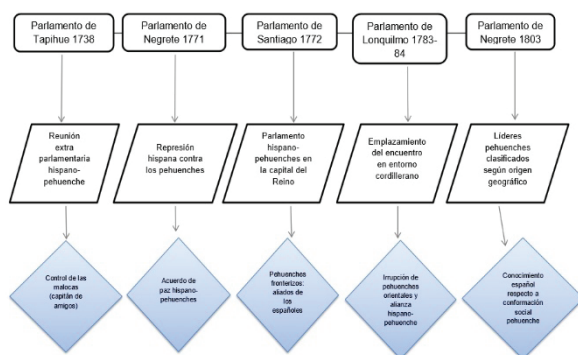 Parlamento de
Tapihue 1738
Parlamento de
Negrete 1771
Parlamento de
Santiago 1772
Parlamento
de Lonquilmo 1783-
84
Parlamento de
Negrete 1803
Reunión
extra
parlamentaria
hispano-
pehuenche
Represión
hispana contra
los pehuenches
Parlamento
hispano-
pehuenches en
la capital del
Reino
Emplazamiento
del encuentro
en entorno
cordillerano
Líderes
pehuenches
clasificados
según origen
geográfico
Control de las
malocas
(capitán de
amigos)
Acuerdo de
paz hispano-
pehuenches
Pehuenches
fronterizos:
aliados de
los
españoles
Irrupción de
pehuenches
orientales y
alianza
hispano-
pehuenche
Conocimiento
español
respecto a
conformación
social
pehuenche